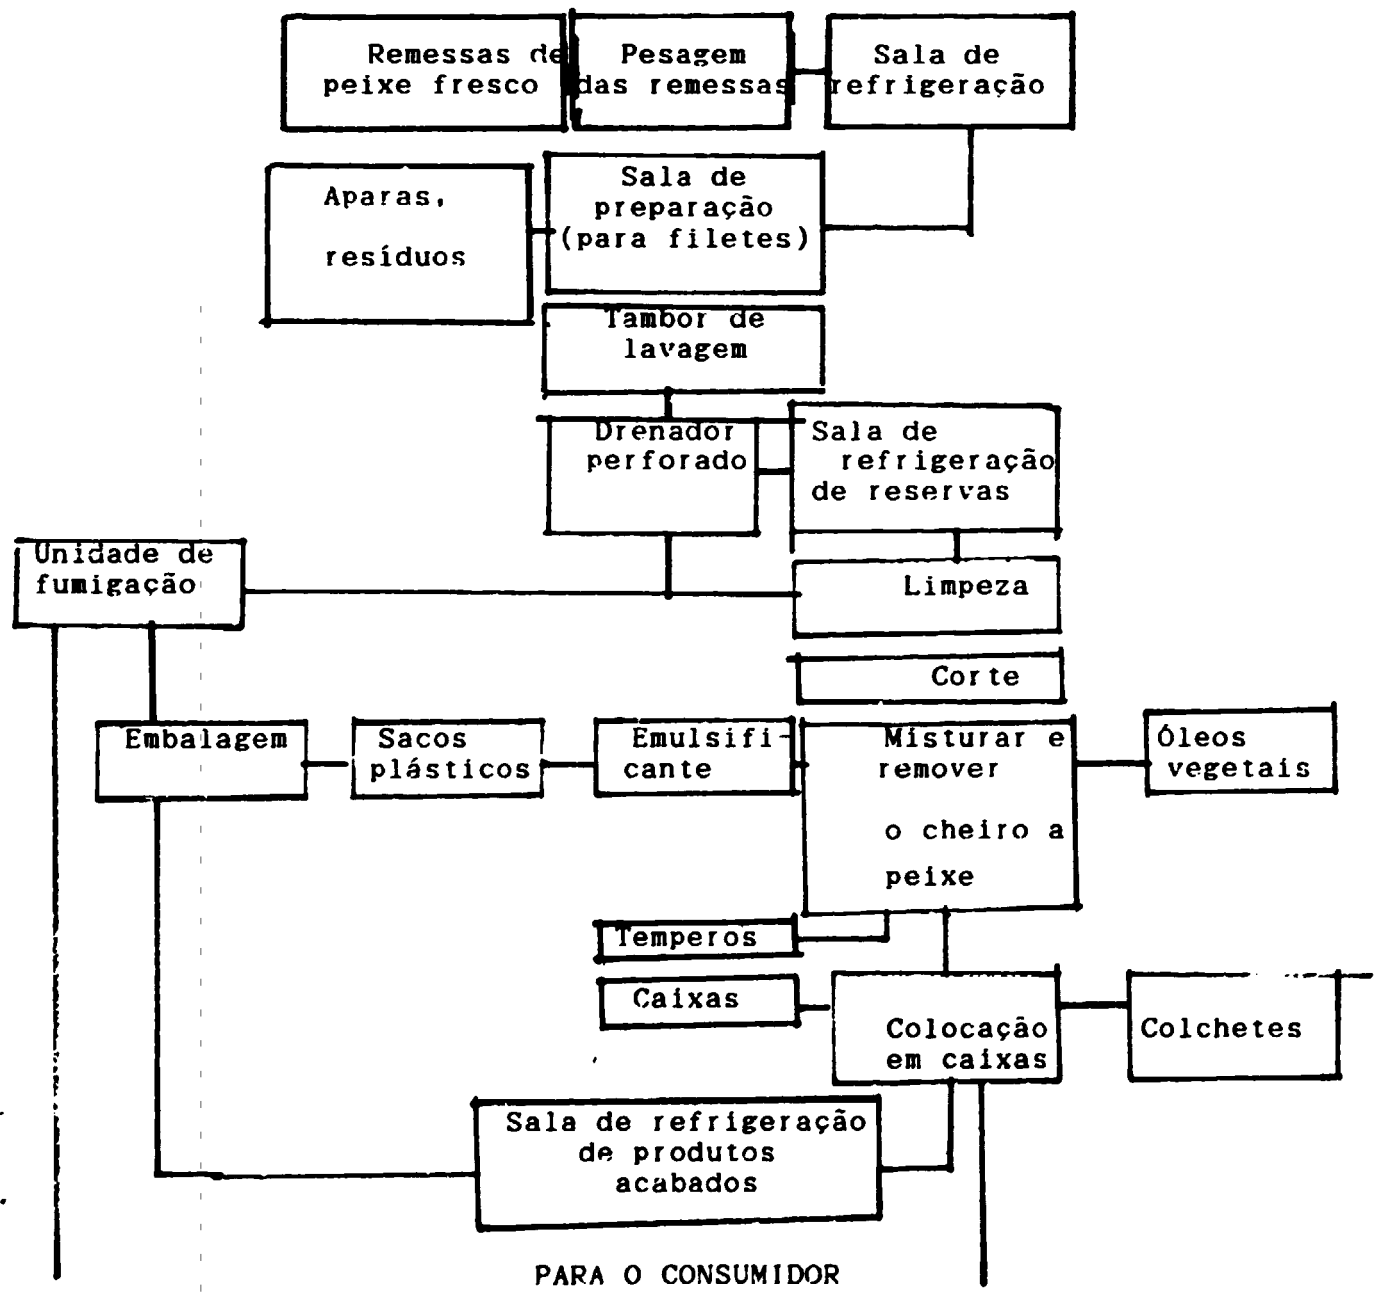 Remessas de
peixe fresco
Pesagem
das remessas
Sala de
refrigeração
Aparas,
resíduos
Sala de
preparação
(para filetes)
Tambor de
lavagem
Drenador
perforado
Sala de
refrigeração
de reservas
Unidade de
fumigação
Limpeza
Corte
Embalagem
Sacos
plásticos
Emulsifi-
cante
Misturar e
remover
o cheiro a
peixe
Óleos
vegetais
Temperos
Caixas
Colocação
em caixas
Colchetes
Sala de refrigeração
de produtos
acabados
PARA O CONSUMIDOR